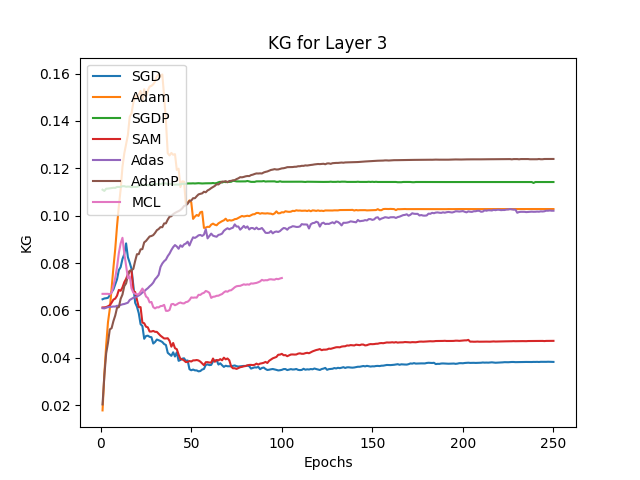 KG for Layer 3
SGD
Adam
SGDP
SAM
Adas
AdamP
MCL
0.16
0.14
0.12
0.10
0.08
0.06
0.04
0.02
KG
0 50 100 150 200 250
Epochs